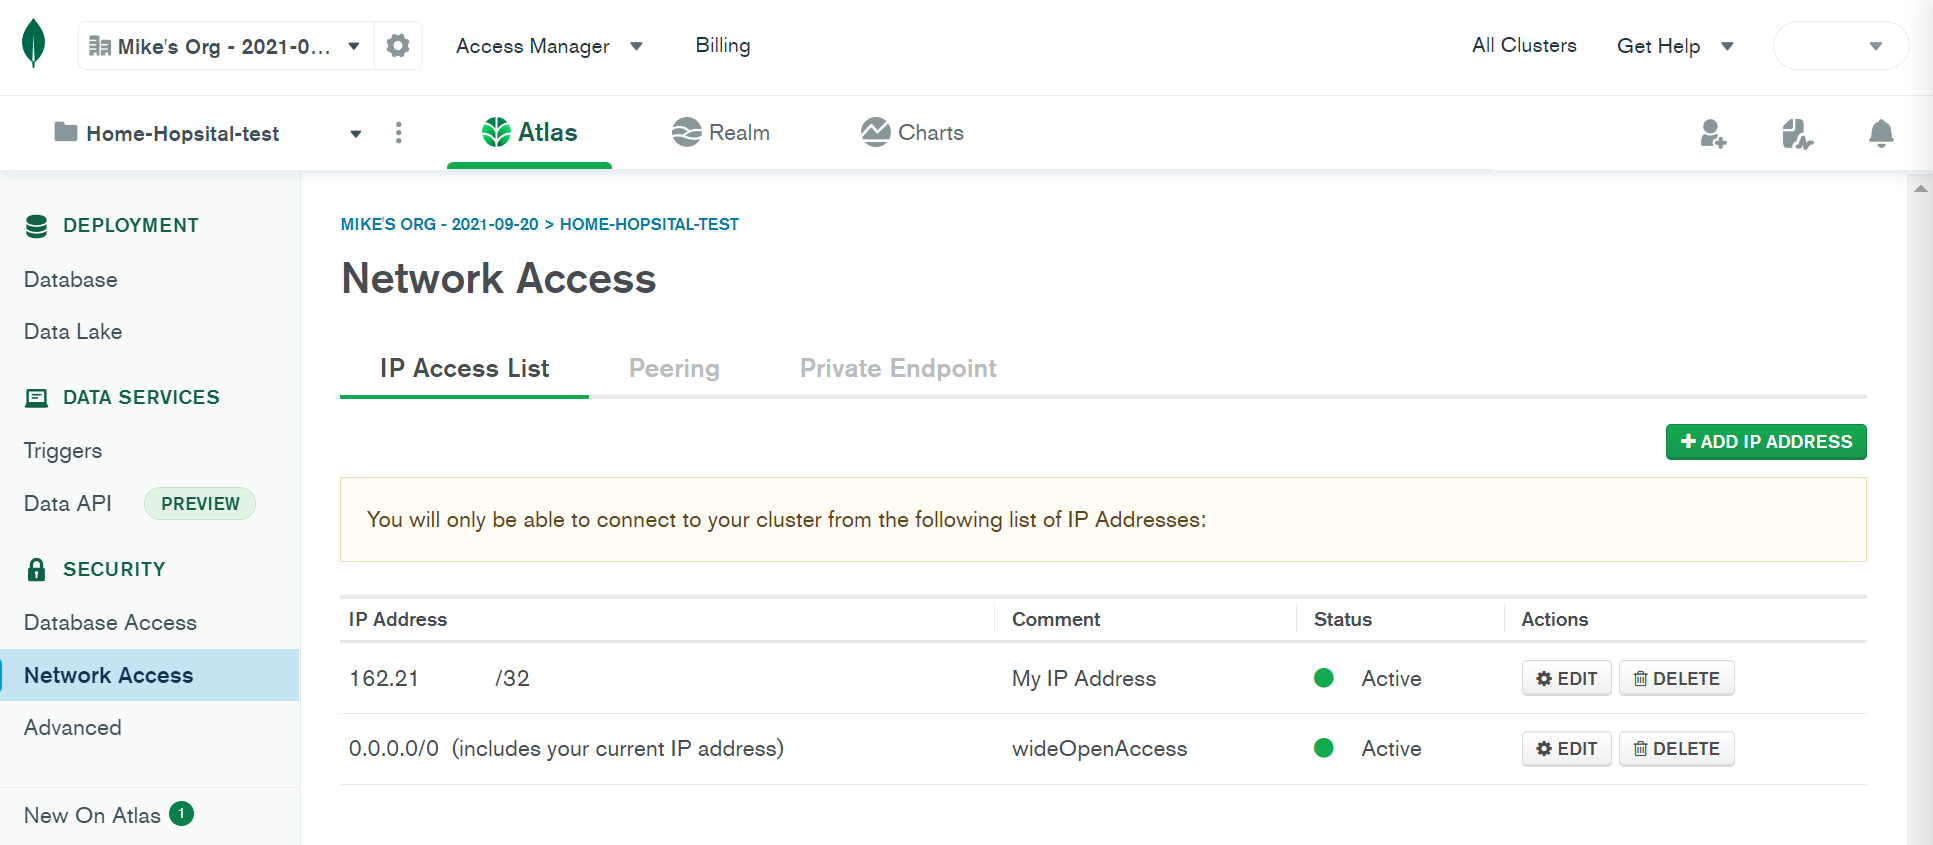 Mike's Org - 2021-0...
Access Manager
Billing
All Clusters
Get Help
Home-Hopsital-test
Atlas
Realm
Charts
DEPLOYMENT
Database
Data Lake
DATA SERVICES
Triggers
Data API PREVIEW
SECURITY
Database Access
Network Access
Advanced
New On Atlas 1
MIKE'S ORG - 2021-09-20 > HOME-HOPSITAL-TEST
Network Access
IP Access List Peering Private Endpoint
ADD IP ADDRESS
You will only be able to connect to your cluster from the following list of IP Addresses:
IP Address Comment Status Actions
162.21 /32 My IP Address Active EDIT DELETE
0.0.0.0/0 (includes your current IP address) wideOpenAccess Active EDIT DELETE